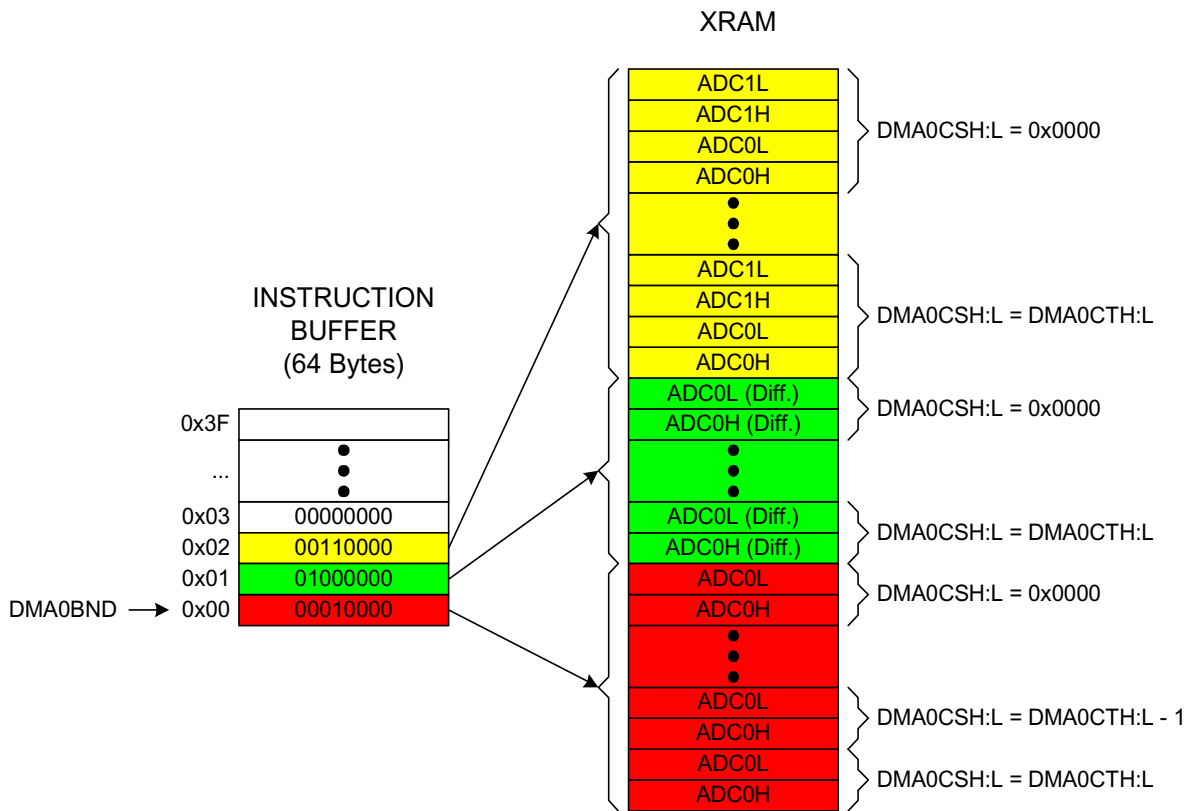 XRAM
ADC1L
ADC1H
ADC0L
ADC0H
DMA0CSH:L = 0x0000
ADC1L
ADC1H
ADC0L
ADC0H
DMA0CSH:L = DMA0CTH:L
ADC0L (Diff.)
ADC0H (Diff.)
DMA0CSH:L = 0x0000
ADC0L (Diff.)
ADC0H (Diff.)
DMA0CSH:L = DMA0CTH:L
ADC0L
ADC0H
DMA0CSH:L = 0x0000
ADC0L
ADC0H
DMA0CSH:L = DMA0CTH:L - 1
ADC0L
ADC0H
DMA0CSH:L = DMA0CTH:L
INSTRUCTION
BUFFER
(64 Bytes)
0x3F
...
0x03 00000000
0x02 00110000
0x01 01000000
DMA0BND 0x00 00010000